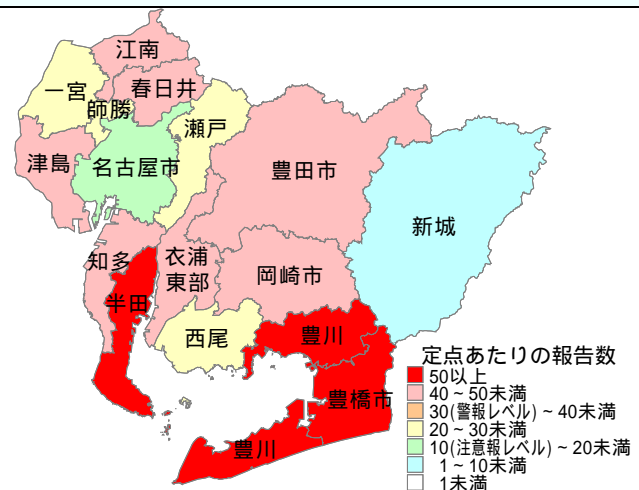 江南
一宮
春日井
師勝
瀬戸
津島
名古屋市
豊田市
新城
知多
衣浦
東部
岡崎市
半田
西尾
豊川
豊橋市
豊川
定点あたりの報告数
50以上
40～50未満
30(警報レベル)～40未満
20～30未満
10(注意報レベル)～20未満
1～10未満
1未満